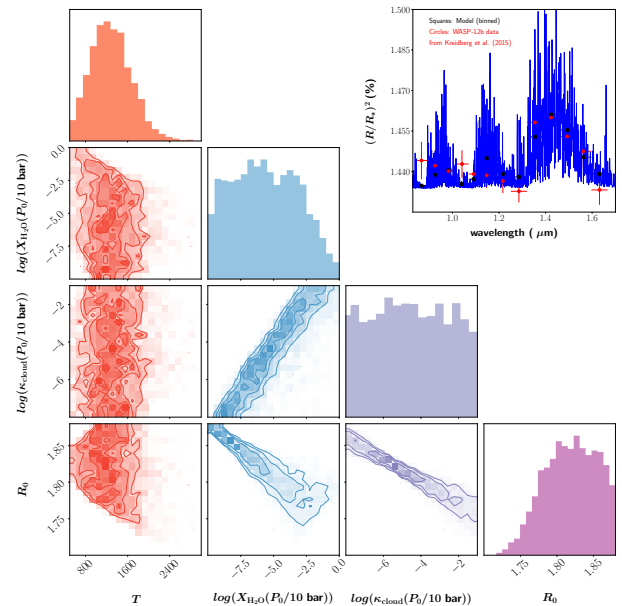 1.500
1.485
1.470
1.455
1.440
(R/R⋆)² (%)
Squares: Model (binned)
Circles: WASP-12b data
from Kreidberg et al. (2015)
1.0 1.2 1.4 1.6
wavelength ( μm)
0.0
−2.5
−5.0
−7.5
log(X_H₂O(P₀/10 bar))
−2
−4
−6
log(κ_cloud(P₀/10 bar))
1.85
1.80
1.75
R₀
800 1600 2400
T
−7.5 −5.0 −2.5 0.0
log(X_H₂O(P₀/10 bar))
−6 −4 −2
log(κ_cloud(P₀/10 bar))
1.75 1.80 1.85
R₀